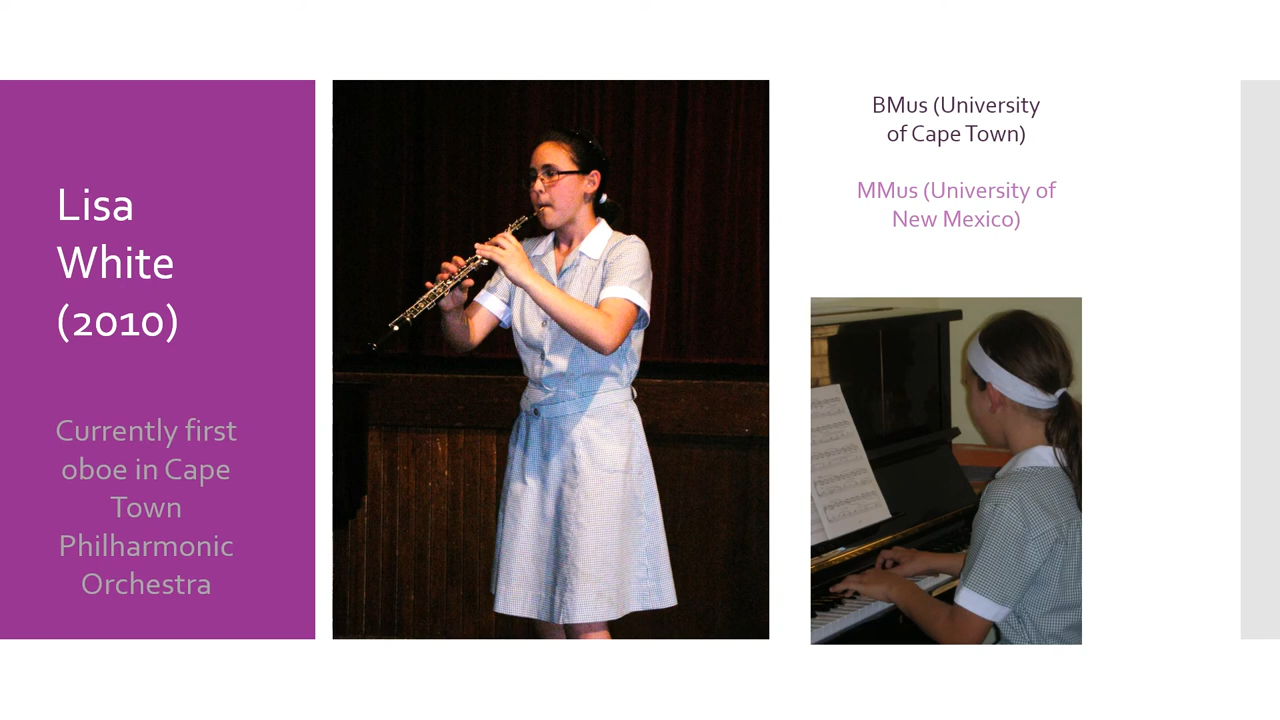 Lisa
White
(2010)
Currently first
oboe in Cape
Town
Philharmonic
Orchestra
BMus (University
of Cape Town)
MMus (University of
New Mexico)